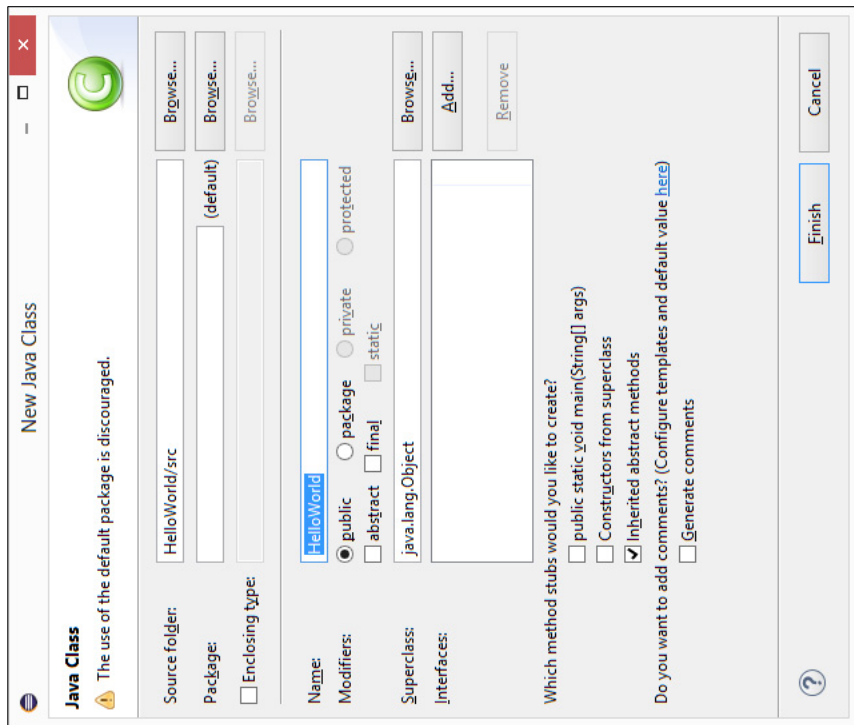 New Java Class
Java Class
The use of the default package is discouraged.
Source folder:
HelloWorld/src
Browse...
Package:
(default)
Browse...
Enclosing type:
Browse...
Name:
HelloWorld
Modifiers:
public
package
private
protected
abstract
final
static
Superclass:
java.lang.Object
Browse...
Interfaces:
Add...
Remove
Which method stubs would you like to create?
public static void main(String[] args)
Constructors from superclass
Inherited abstract methods
Do you want to add comments? (Configure templates and default value here)
Generate comments
?
Finish
Cancel